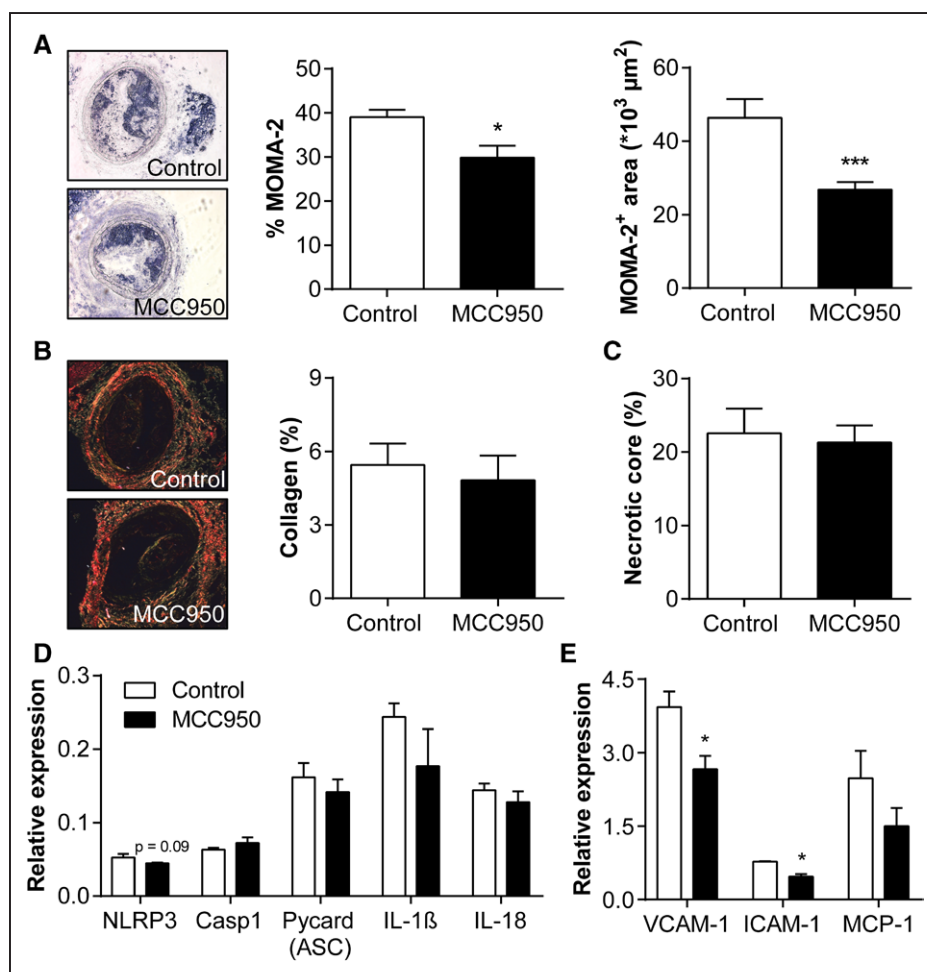 A
Control
MCC950
% MOMA-2
50
40
30
20
10
0
*
Control MCC950
MOMA-2+ area (*10³ µm²)
60
40
20
0
***
Control MCC950
B
Control
MCC950
Collagen (%)
9
6
3
0
Control MCC950
C
Necrotic core (%)
30
20
10
0
Control MCC950
D
Relative expression
0.3
0.2
0.1
0.0
Control
MCC950
p = 0.09
NLRP3 Casp1 Pycard (ASC) IL-1ß IL-18
E
Relative expression
4.5
3.0
1.5
0.0
*
*
VCAM-1 ICAM-1 MCP-1